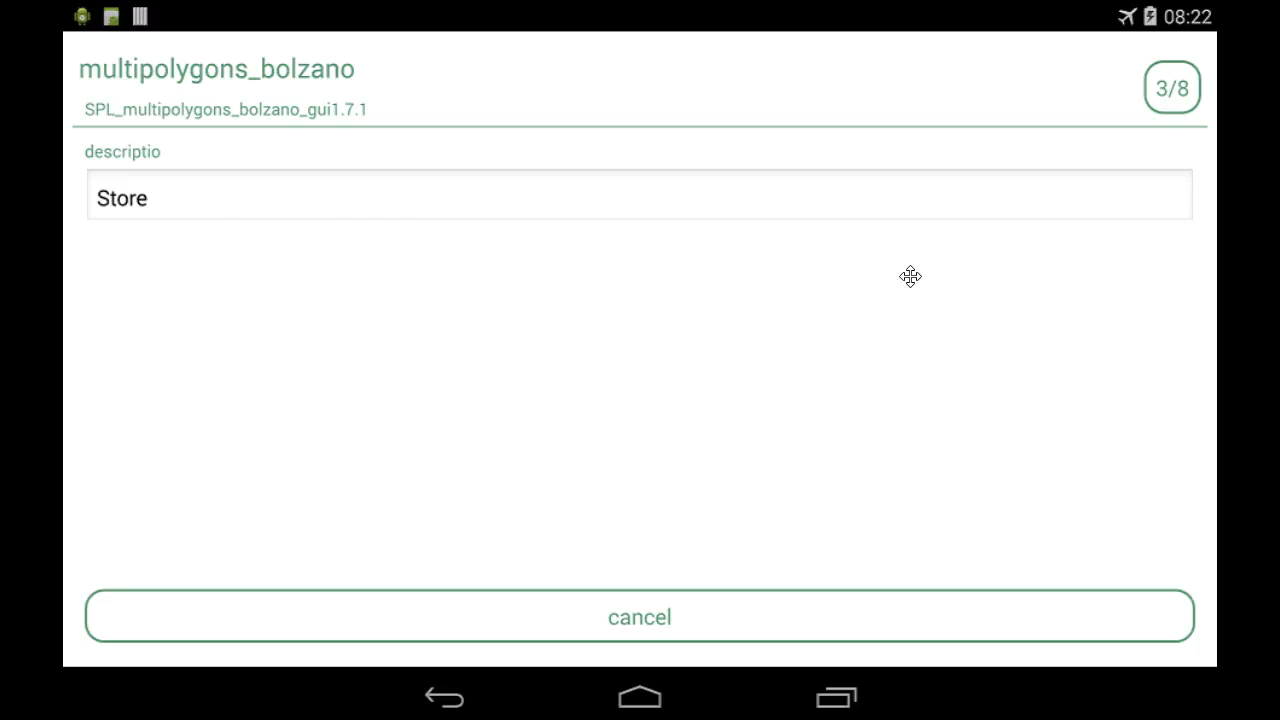 08:22
multipolygons_bolzano
3/8
SPL_multipolygons_bolzano_gui1.7.1
descriptio
Store
cancel